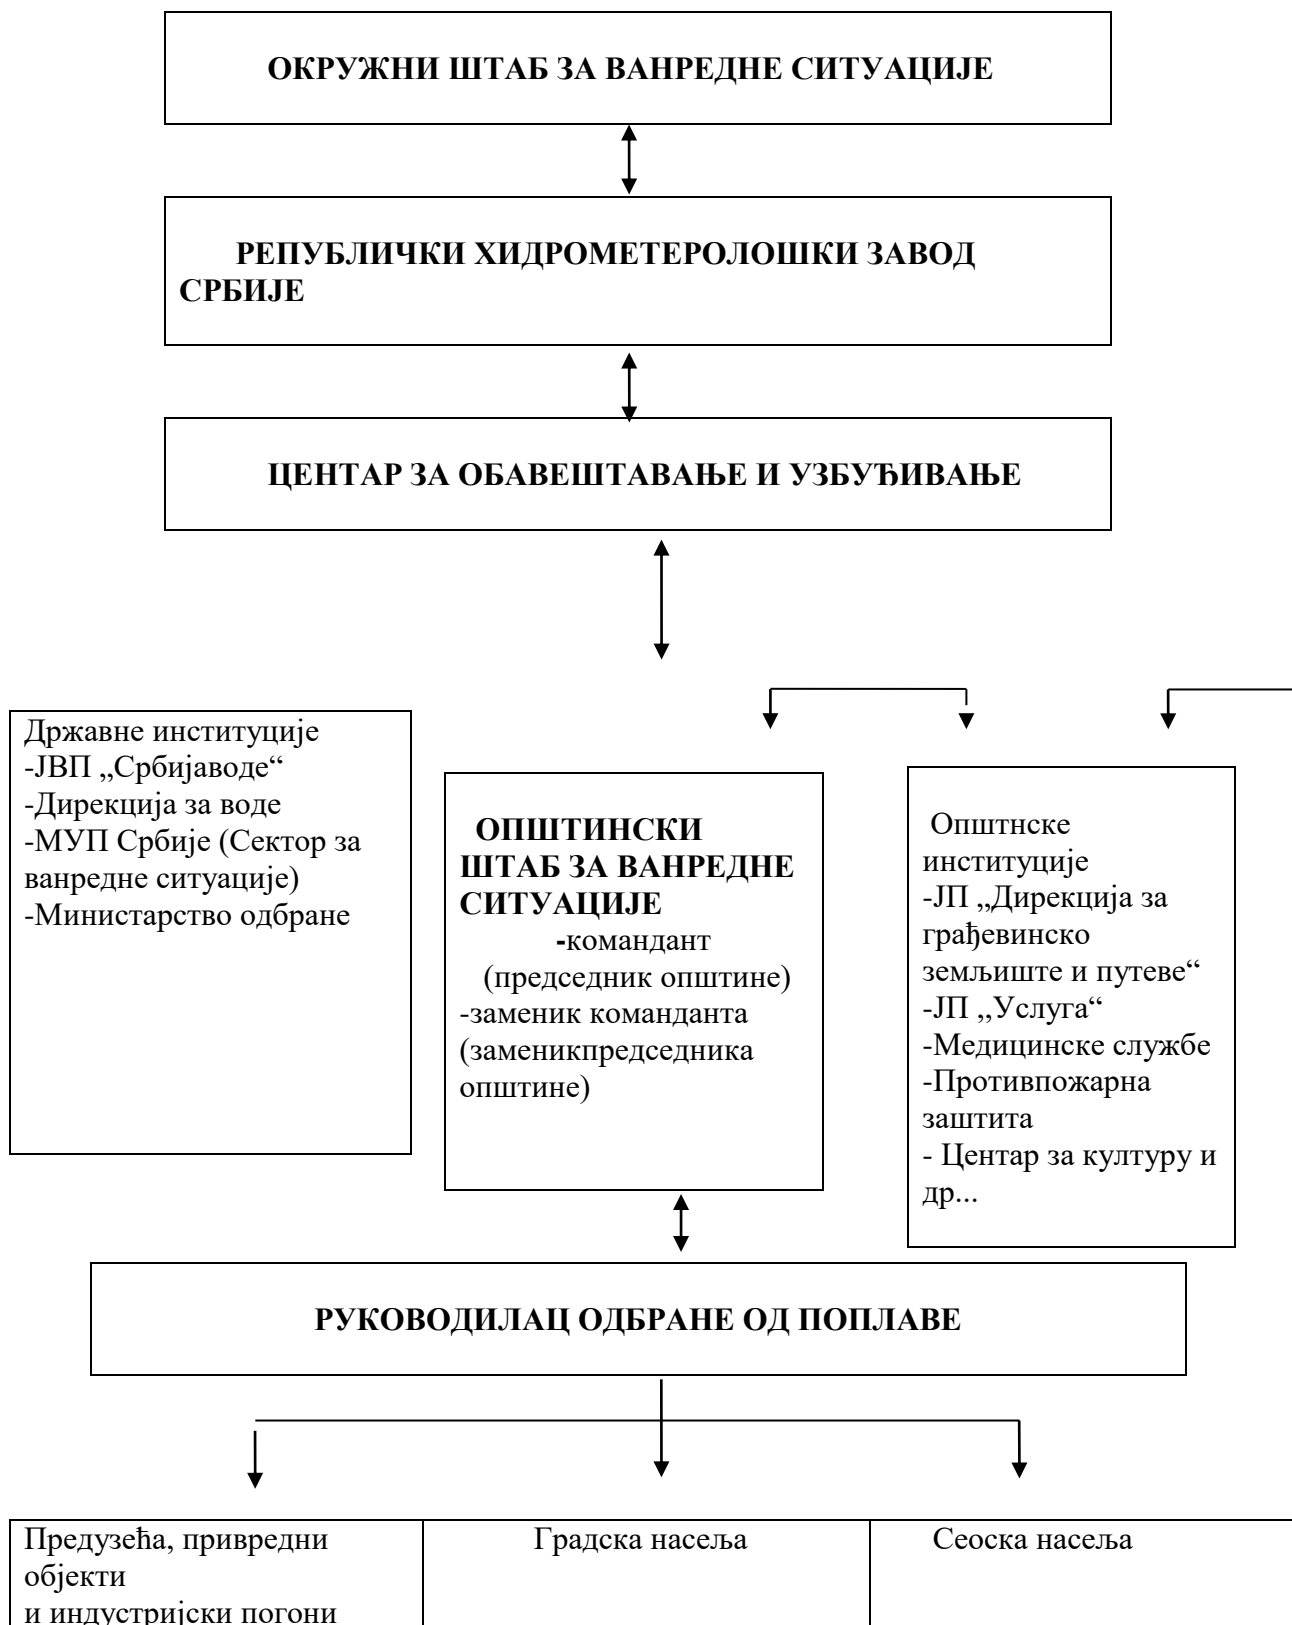 ОКРУЖНИ ШТАБ ЗА ВАНРЕДНЕ СИТУАЦИЈЕ
РЕПУБЛИЧКИ ХИДРОМЕТЕРОЛОШКИ ЗАВОД
СРБИЈЕ
ЦЕНТАР ЗА ОБАВЕШТАВАЊЕ И УЗБУЂИВАЊЕ
Државне институције
-ЈВП „Србијаводе“
-Дирекција за воде
-МУП Србије (Сектор за
ванредне ситуације)
-Министарство одбране
ОПШТИНСКИ
ШТАБ ЗА ВАНРЕДНЕ
СИТУАЦИЈЕ
-командант
(председник општине)
-заменик команданта
(заменикпредседника
општине)
Општнске
институције
-ЈП „Дирекција за
грађевинско
земљиште и путеве“
-ЈП „Услуга“
-Медицинске службе
-Противпожарна
заштита
- Центар за културу и
др...
РУКОВОДИЛАЦ ОДБРАНЕ ОД ПОПЛАВЕ
Предузећа, привредни
објекти
и индустријски погони
Градска насеља
Сеоска насеља